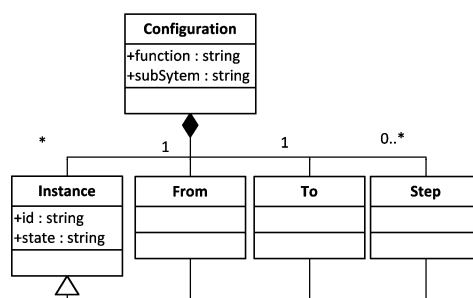 Configuration
+function : string
+subSytem : string
*
1
1
0..*
Instance
From
To
Step
+id : string
+state : string